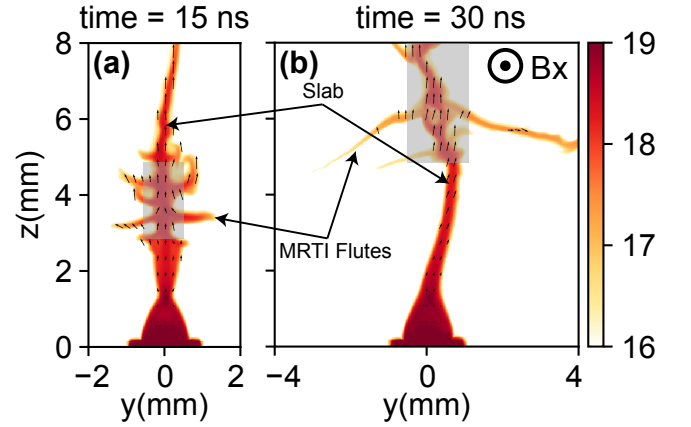 time = 15 ns
time = 30 ns
(a)
(b)
Bx
Slab
MRTI Flutes
z(mm)
8
6
4
2
0
−2
0
2
y(mm)
−4
0
4
y(mm)
19
18
17
16